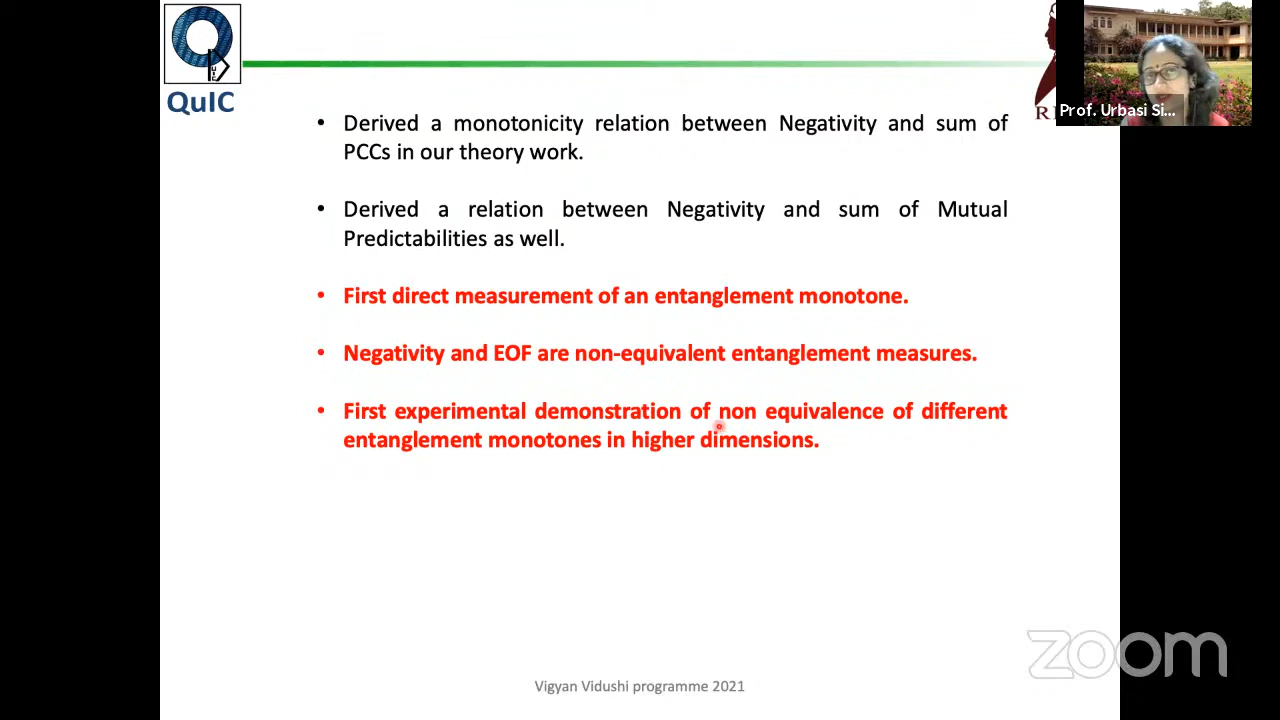 QuIC
Prof. Urbasi Si...
• Derived a monotonicity relation between Negativity and sum of
PCCs in our theory work.
• Derived a relation between Negativity and sum of Mutual
Predictabilities as well.
• First direct measurement of an entanglement monotone.
• Negativity and EOF are non-equivalent entanglement measures.
• First experimental demonstration of non equivalence of different
entanglement monotones in higher dimensions.
zoom
Vigyan Vidushi programme 2021